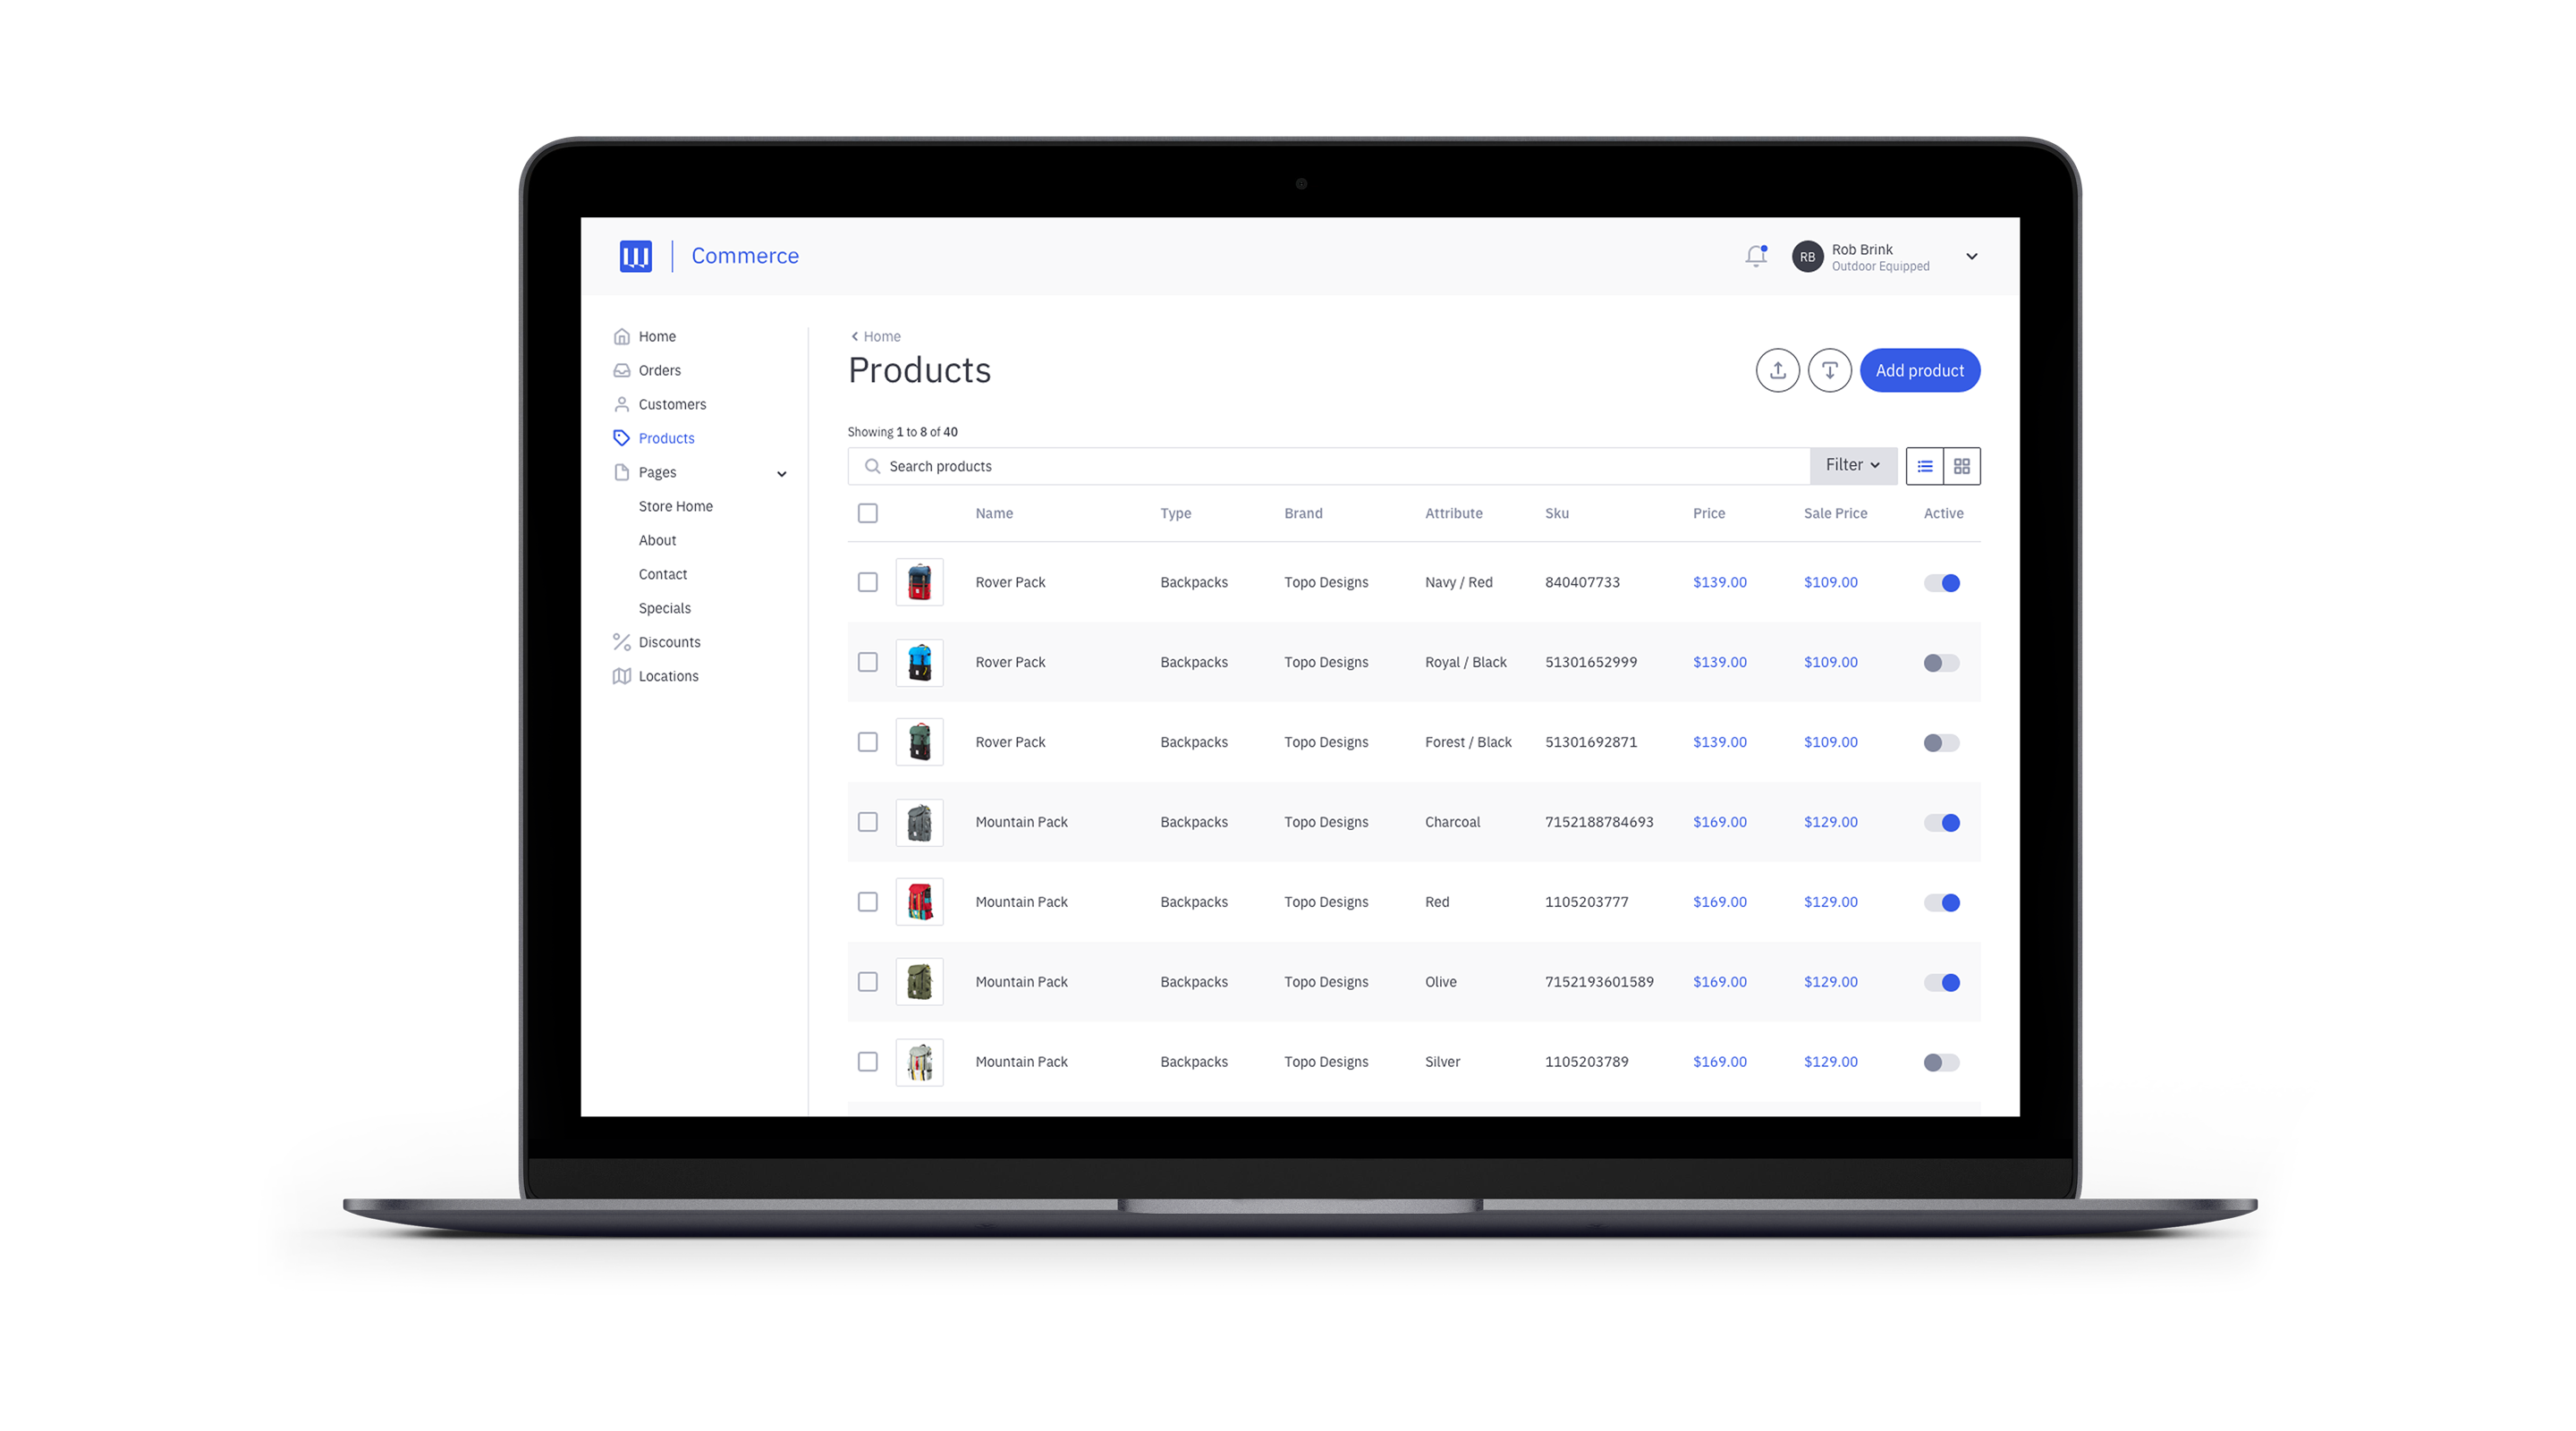 Commerce
RB
Rob Brink
Outdoor Equipped
Home
Orders
Customers
Products
Pages
Store Home
About
Contact
Specials
Discounts
Locations
Home
Products
Add product
Showing 1 to 8 of 40
Search products
Filter
Name Type Brand Attribute Sku Price Sale Price Active
Rover Pack Backpacks Topo Designs Navy / Red 840407733 $139.00 $109.00
Rover Pack Backpacks Topo Designs Royal / Black 51301652999 $139.00 $109.00
Rover Pack Backpacks Topo Designs Forest / Black 51301692871 $139.00 $109.00
Mountain Pack Backpacks Topo Designs Charcoal 7152188784693 $169.00 $129.00
Mountain Pack Backpacks Topo Designs Red 1105203777 $169.00 $129.00
Mountain Pack Backpacks Topo Designs Olive 7152193601589 $169.00 $129.00
Mountain Pack Backpacks Topo Designs Silver 1105203789 $169.00 $129.00